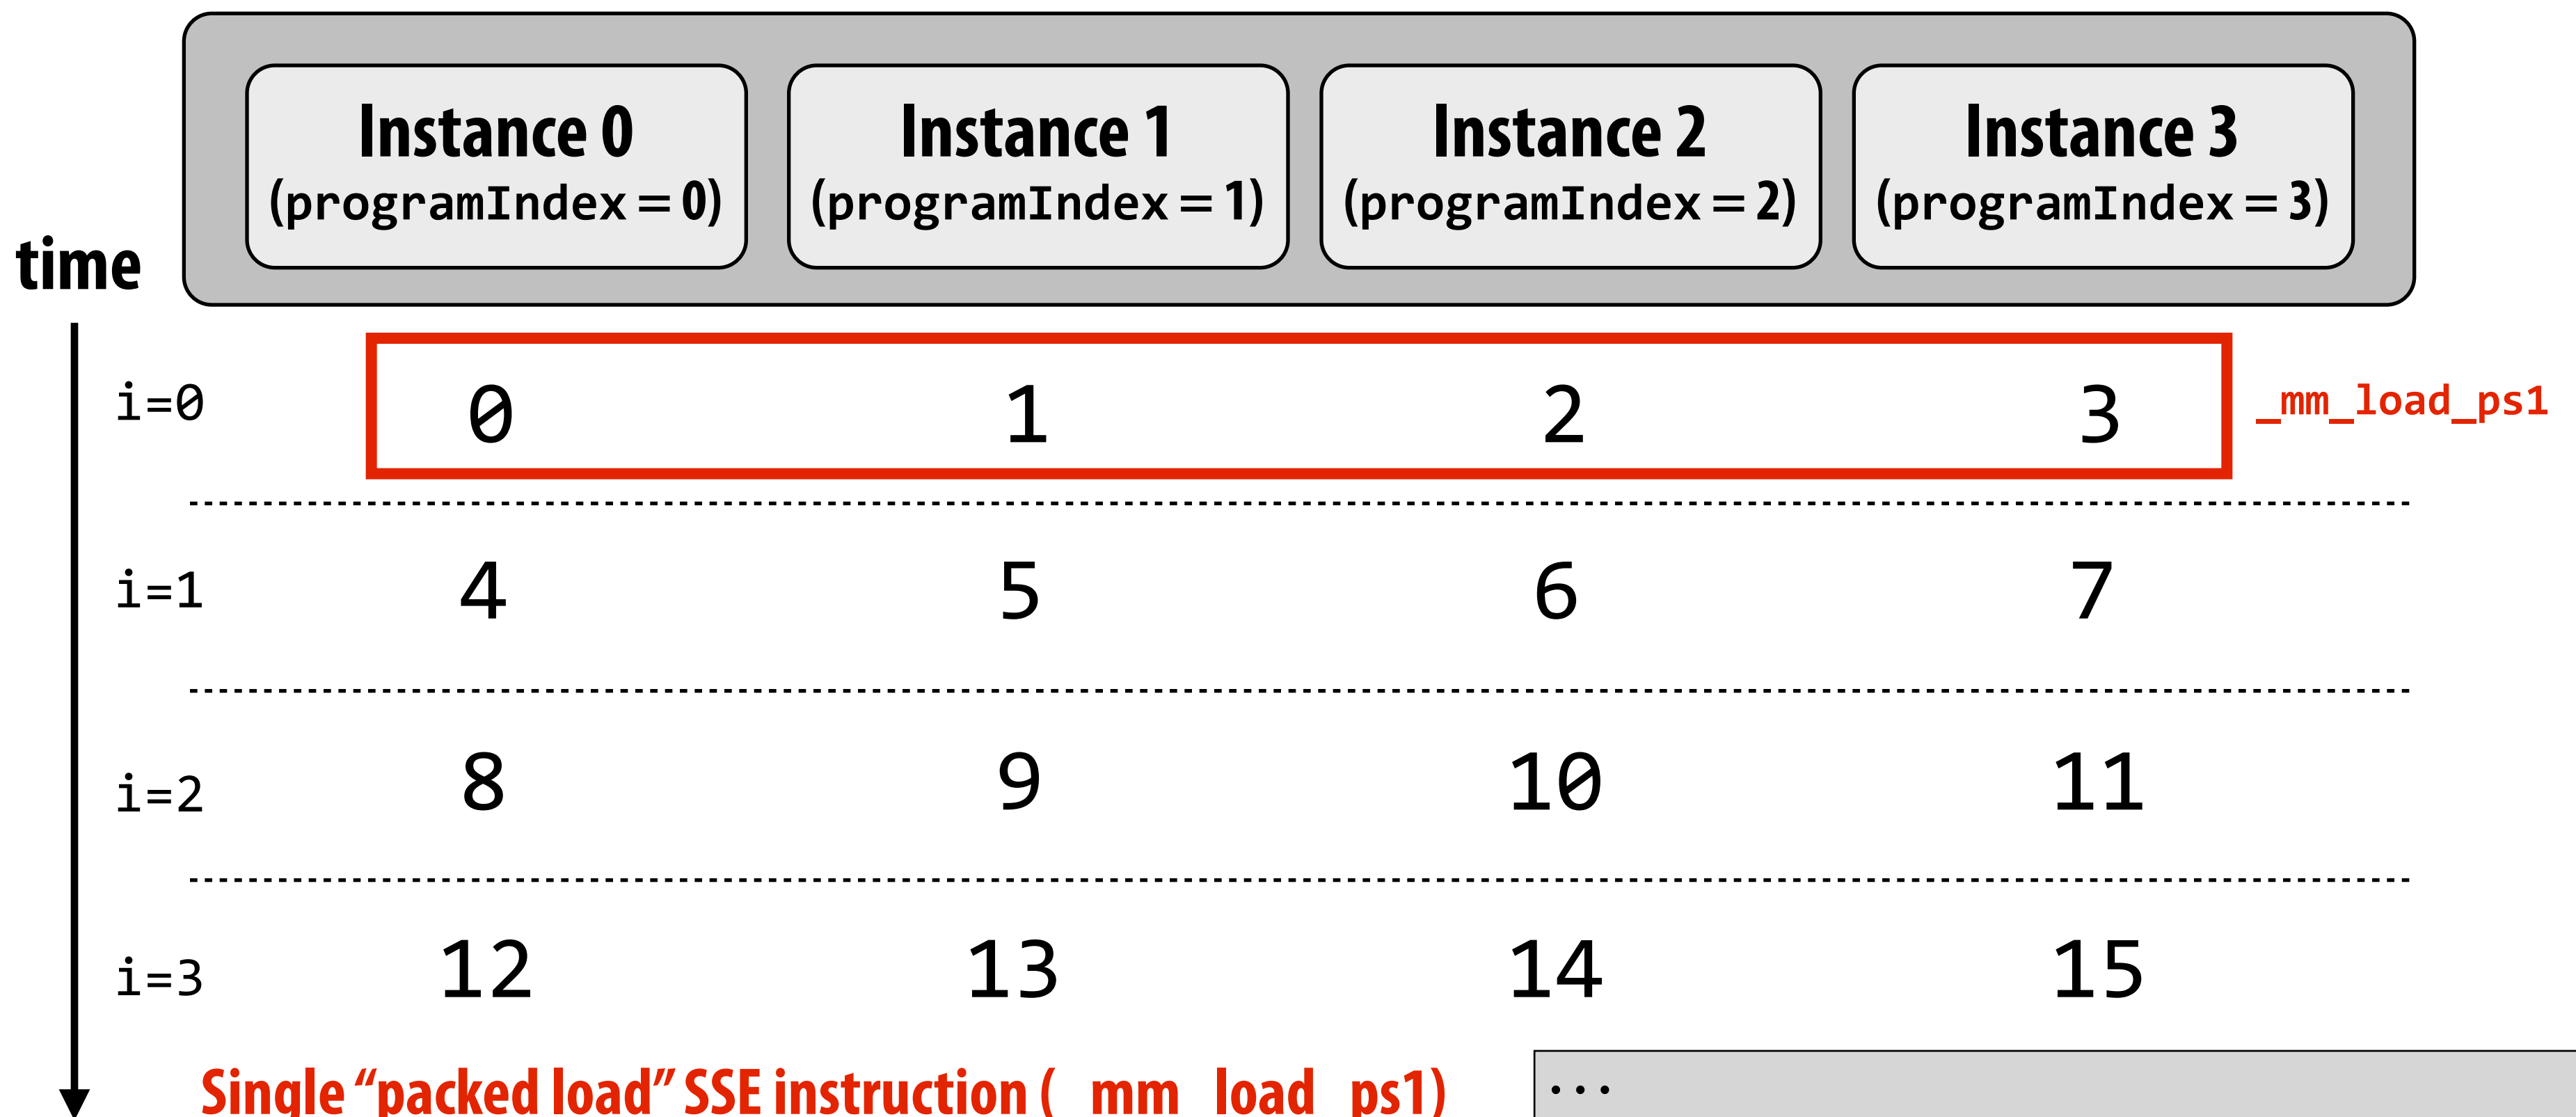 Instance 0 Instance 1 Instance 2 Instance 3
(programIndex = 0) (programIndex = 1) (programIndex = 2) (programIndex = 3)
time
i=0 0 1 2 3 _mm_load_ps1
i=1 4 5 6 7
i=2 8 9 10 11
i=3 12 13 14 15
Single “packed load” SSE instruction (_mm_load_ps1)
...